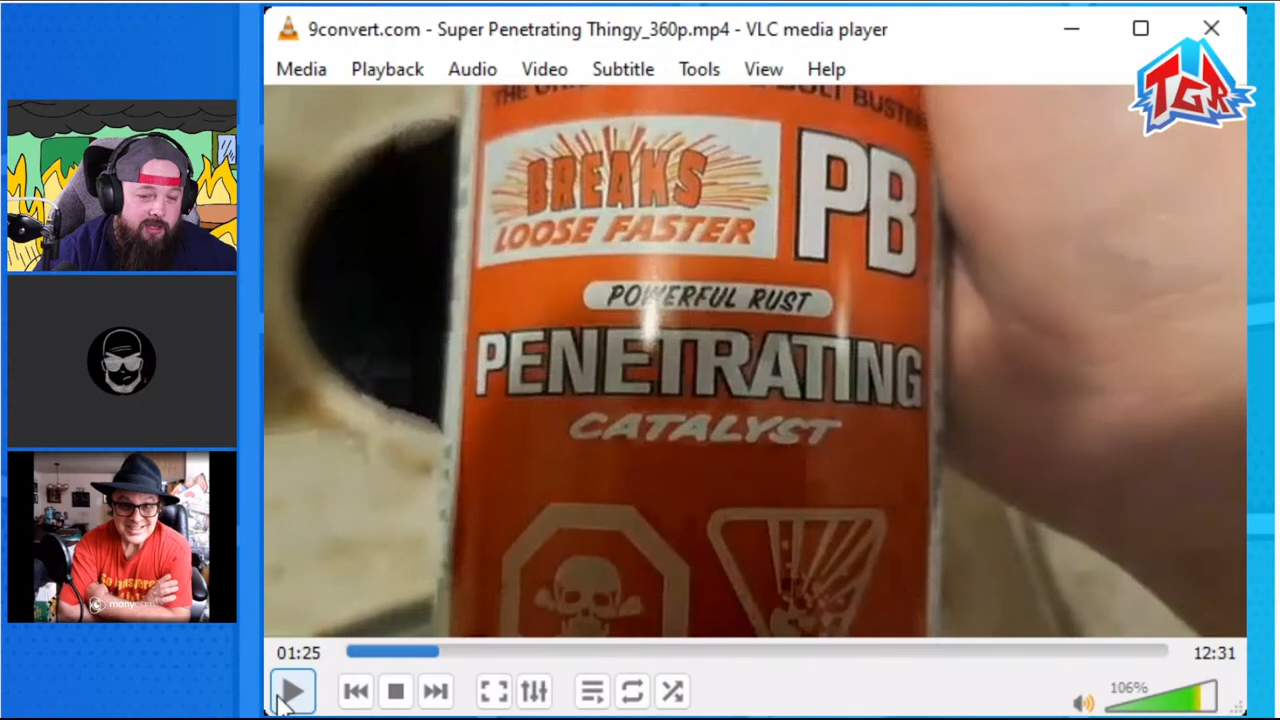 9convert.com - Super Penetrating Thingy_360p.mp4 - VLC media player
Media Playback Audio Video Subtitle Tools View Help
TGR
BREAKS
LOOSE FASTER
PB
POWERFUL RUST
PENETRATING
CATALYST
01:25
12:31
106%